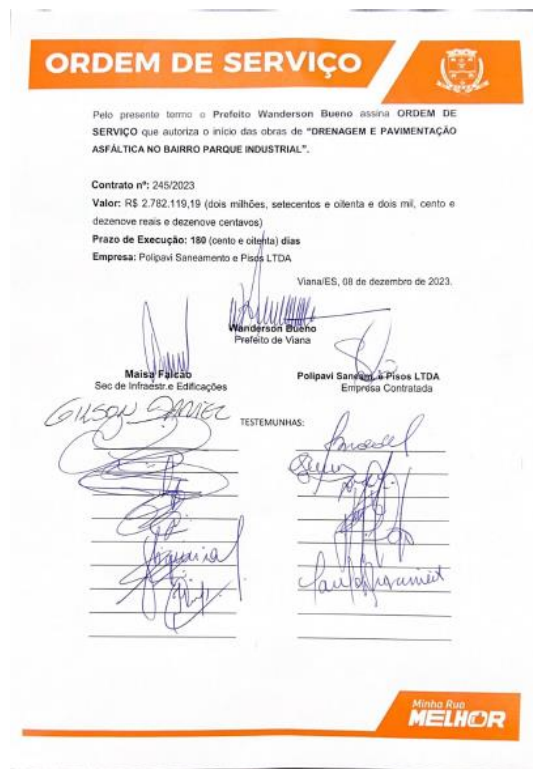 ORDEM DE SERVIÇO
Pelo presente termo o Prefeito Wanderson Bueno assina ORDEM DE
SERVIÇO que autoriza o início das obras de "DRENAGEM E PAVIMENTAÇÃO
ASFÁLTICA NO BAIRRO PARQUE INDUSTRIAL".
Contrato nº: 245/2023
Valor: R$ 2.782.119,19 (dois milhões, setecentos e oitenta e dois mil, cento e
dezenove reais e dezenove centavos)
Prazo de Execução: 180 (cento e oitenta) dias
Empresa: Polipavi Saneamento e Pisos LTDA
Viana/ES, 08 de dezembro de 2023.
Wanderson Bueno
Prefeito de Viana
Maisa Falcão
Sec de Infraestr.e Edificações
Polipavi Saneam. e Pisos LTDA
Empresa Contratada
GILSON DANIEL
TESTEMUNHAS:
Minha Rua
MELHOR